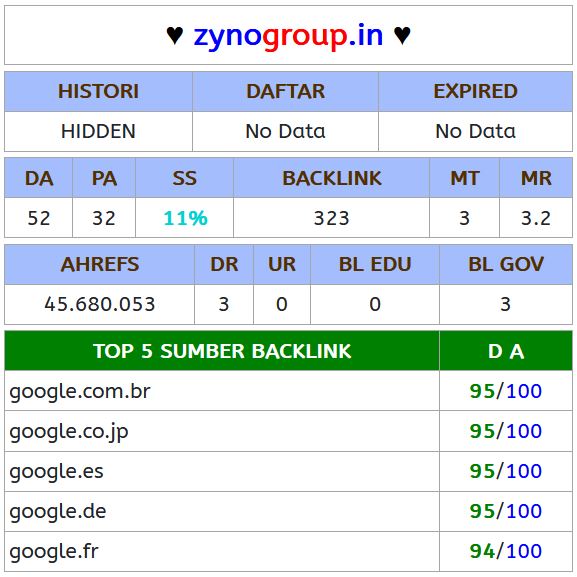 ♥ zynogroup.in ♥
HISTORI DAFTAR EXPIRED
HIDDEN No Data No Data
DA PA SS BACKLINK MT MR
52 32 11% 323 3 3.2
AHREFS DR UR BL EDU BL GOV
45.680.053 3 0 0 3
TOP 5 SUMBER BACKLINK D A
google.com.br 95/100
google.co.jp 95/100
google.es 95/100
google.de 95/100
google.fr 94/100